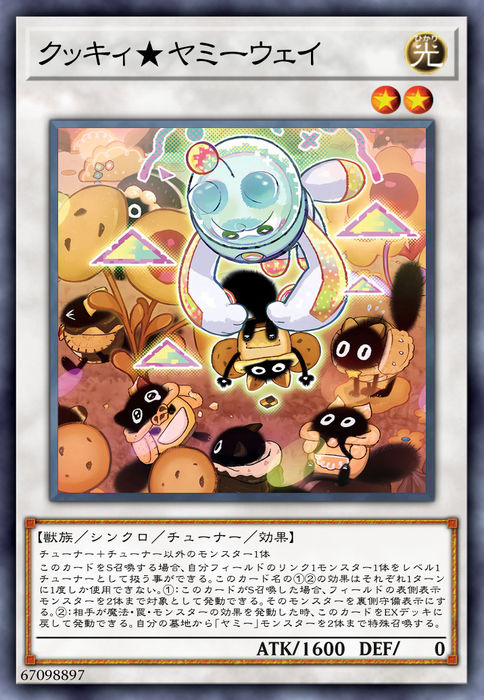 クッキィ★ヤミーウェイ
ひかり
光
【獣族／シンクロ／チューナー／効果】
チューナー＋チューナー以外のモンスター1体
このカードをS召喚する場合、自分フィールドのリンク1モンスター1体をレベル1
チューナーとして扱う事ができる。このカード名の①②の効果はそれぞれ1ターン
に1度しか使用できない。①：このカードがS召喚した場合、フィールドの表側表示
モンスターを2体まで対象として発動できる。そのモンスターを裏側守備表示にす
る。②：相手が魔法・罠・モンスターの効果を発動した時、このカードをEXデッキに
戻して発動できる。自分の墓地から「ヤミー」モンスターを2体まで特殊召喚する。
ATK/1600 DEF/ 0
67098897